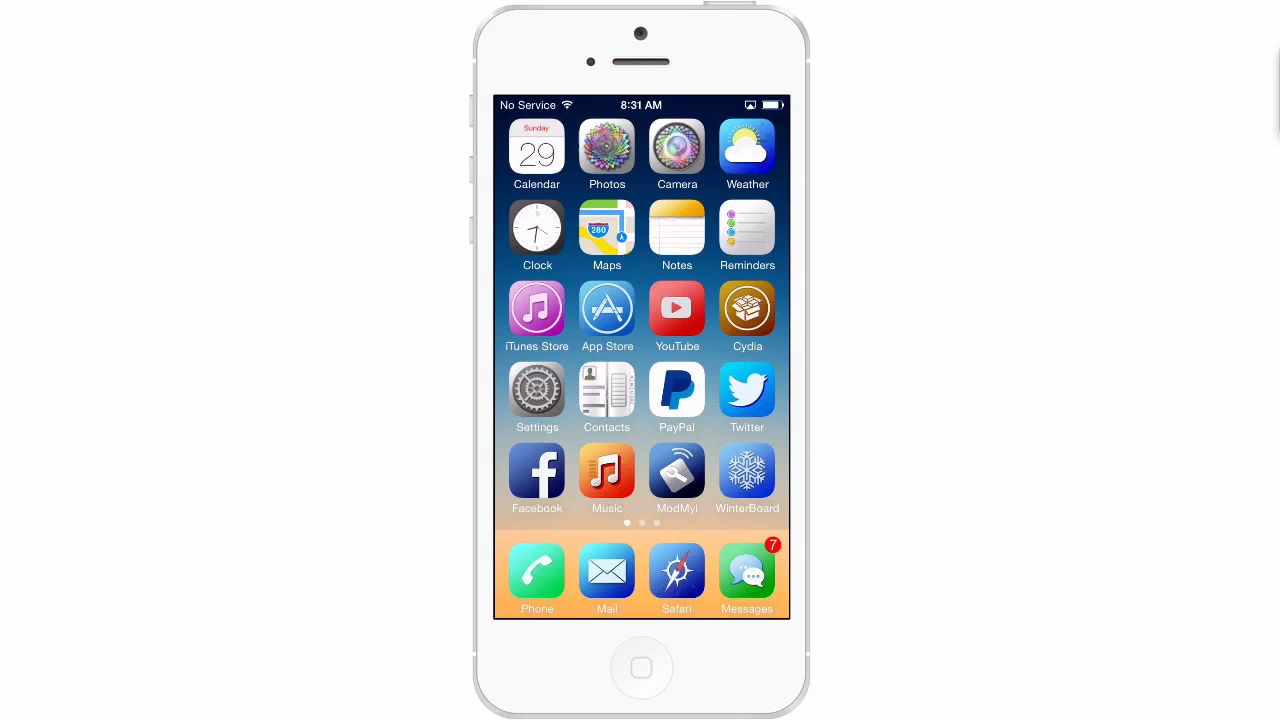 No Service 8:31 AM
Sunday
29
Calendar Photos Camera Weather
280
Clock Maps Notes Reminders
iTunes Store App Store YouTube Cydia
Settings Contacts PayPal Twitter
Facebook Music ModMyi WinterBoard
7
Phone Mail Safari Messages